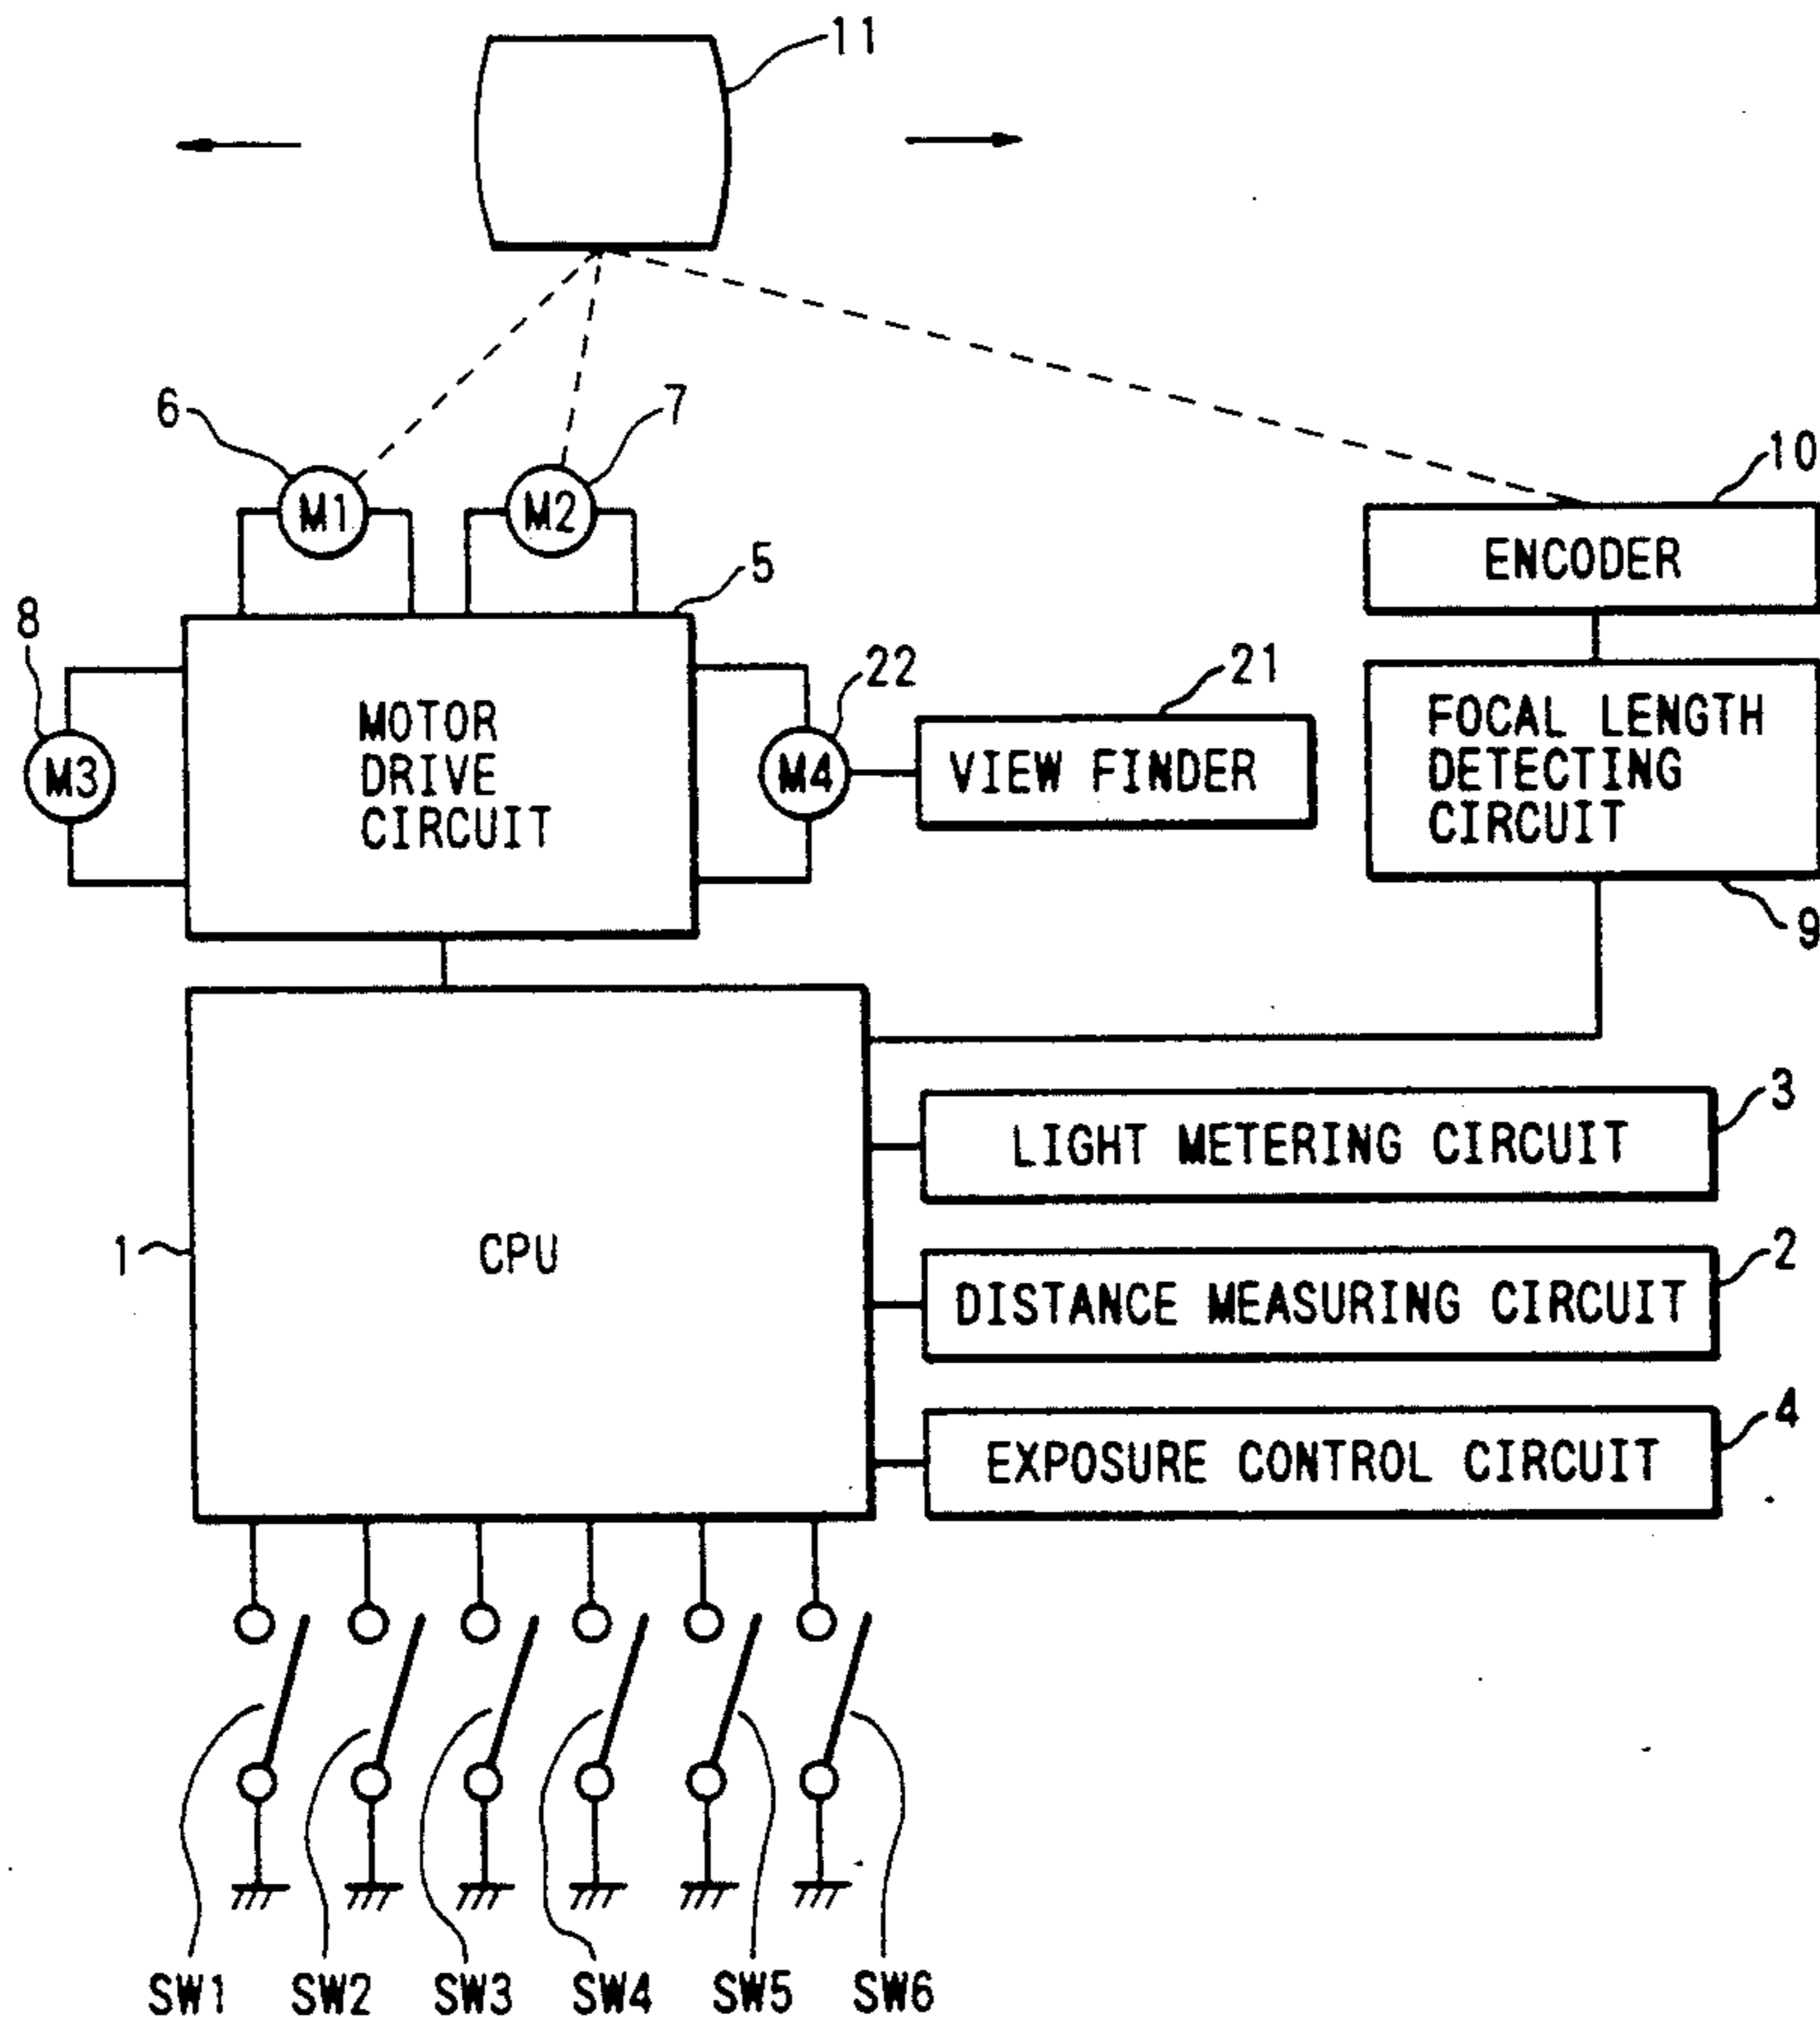 11
6
7
M1
M2
10
ENCODER
5
8
22
21
MOTOR
DRIVE
CIRCUIT
M3
M4
VIEW FINDER
FOCAL LENGTH
DETECTING
CIRCUIT
9
3
LIGHT METERING CIRCUIT
1
CPU
2
DISTANCE MEASURING CIRCUIT
4
EXPOSURE CONTROL CIRCUIT
SW1 SW2 SW3 SW4 SW5 SW6